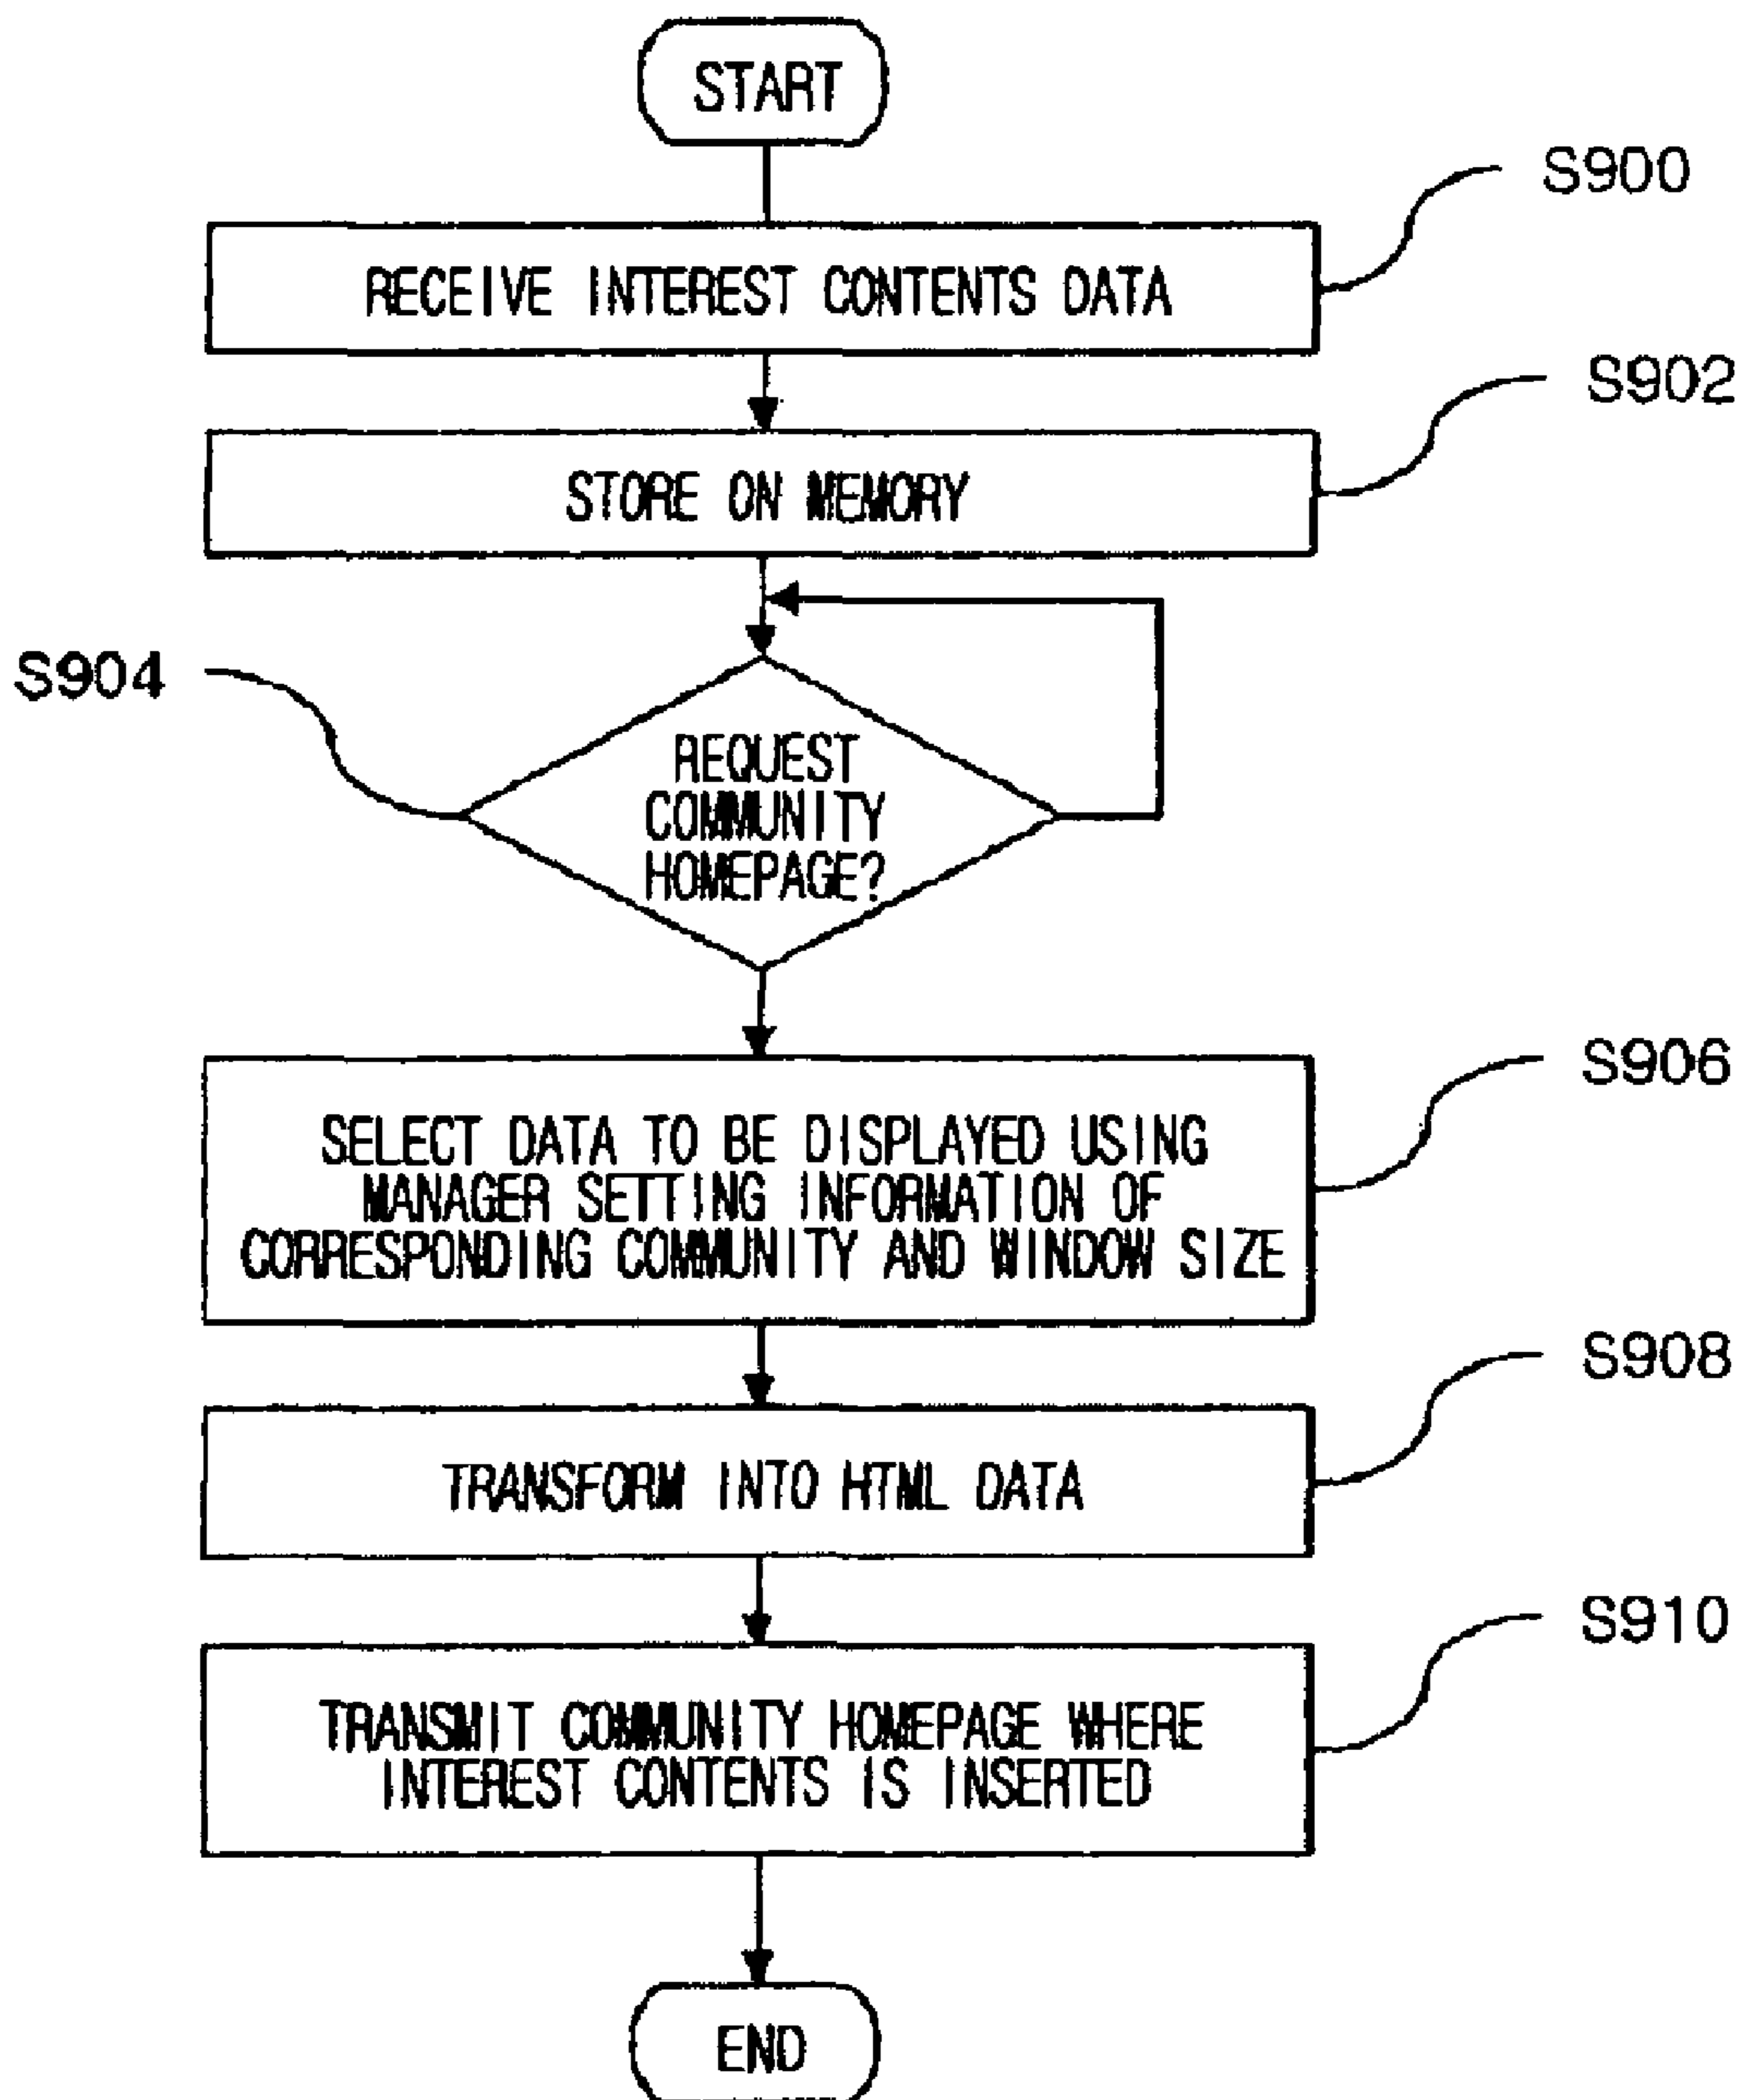 START
S900
RECEIVE INTEREST CONTENTS DATA
S902
STORE ON MEMORY
S904
REQUEST
COMMUNITY
HOMEPAGE?
S906
SELECT DATA TO BE DISPLAYED USING
MANAGER SETTING INFORMATION OF
CORRESPONDING COMMUNITY AND WINDOW SIZE
S908
TRANSFORM INTO HTML DATA
S910
TRANSMIT COMMUNITY HOMEPAGE WHERE
INTEREST CONTENTS IS INSERTED
END